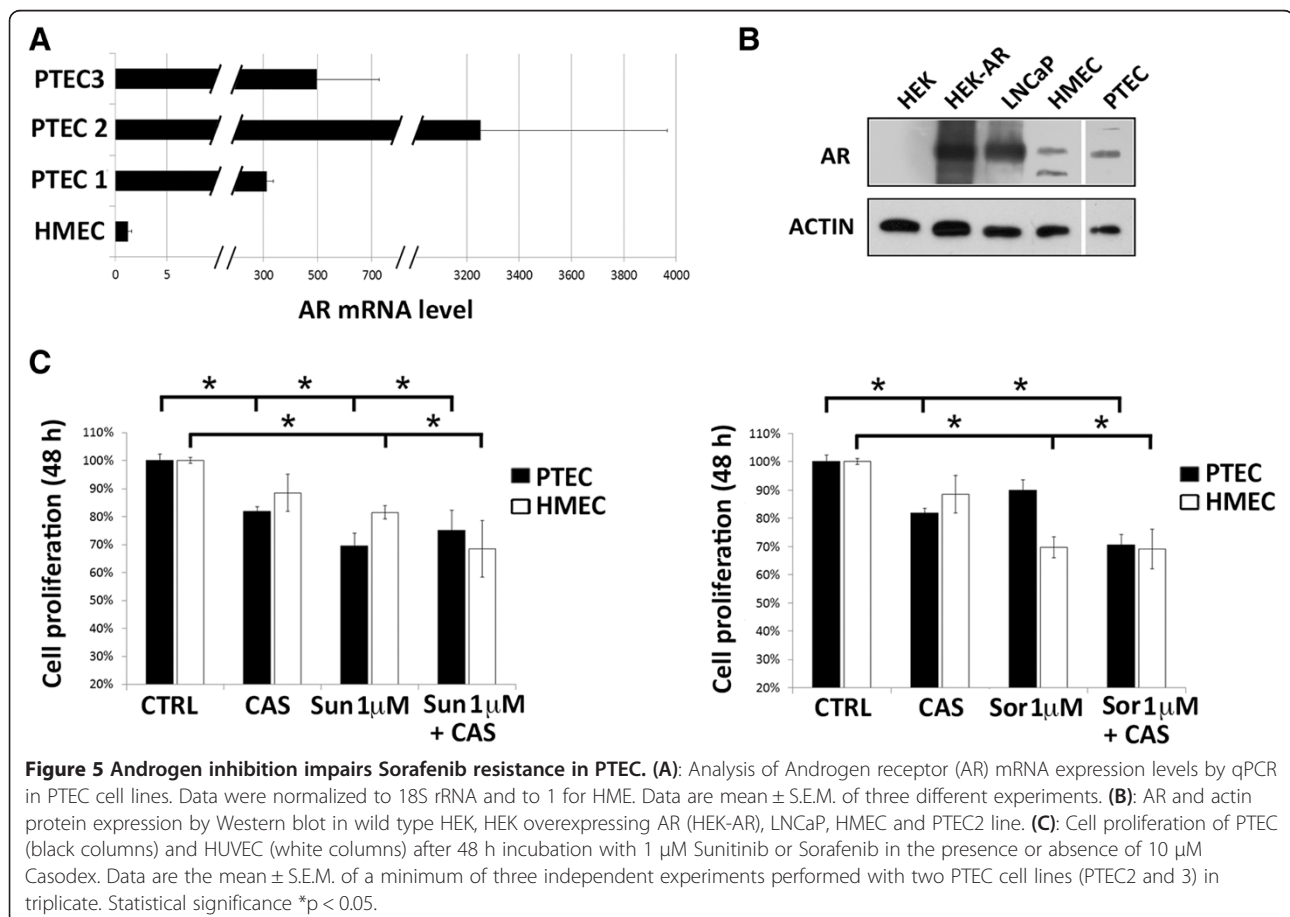 A
PTEC3
PTEC 2
PTEC 1
HMEC
0 5 300 500 700 3200 3400 3600 3800 4000
AR mRNA level
B
HEK HEK-AR LNCaP HMEC PTEC
AR
ACTIN
C
* * *
* *
Cell proliferation (48 h)
110%
100%
90%
80%
70%
60%
50%
40%
30%
20%
PTEC
HMEC
CTRL CAS Sun 1μM Sun 1μM
+ CAS
* *
* *
Cell proliferation (48 h)
110%
100%
90%
80%
70%
60%
50%
40%
30%
20%
PTEC
HMEC
CTRL CAS Sor 1μM Sor 1μM
+ CAS
Figure 5 Androgen inhibition impairs Sorafenib resistance in PTEC. (A): Analysis of Androgen receptor (AR) mRNA expression levels by qPCR
in PTEC cell lines. Data were normalized to 18S rRNA and to 1 for HME. Data are mean ± S.E.M. of three different experiments. (B): AR and actin
protein expression by Western blot in wild type HEK, HEK overexpressing AR (HEK-AR), LNCaP, HMEC and PTEC2 line. (C): Cell proliferation of PTEC
(black columns) and HUVEC (white columns) after 48 h incubation with 1 μM Sunitinib or Sorafenib in the presence or absence of 10 μM
Casodex. Data are the mean ± S.E.M. of a minimum of three independent experiments performed with two PTEC cell lines (PTEC2 and 3) in
triplicate. Statistical significance *p < 0.05.